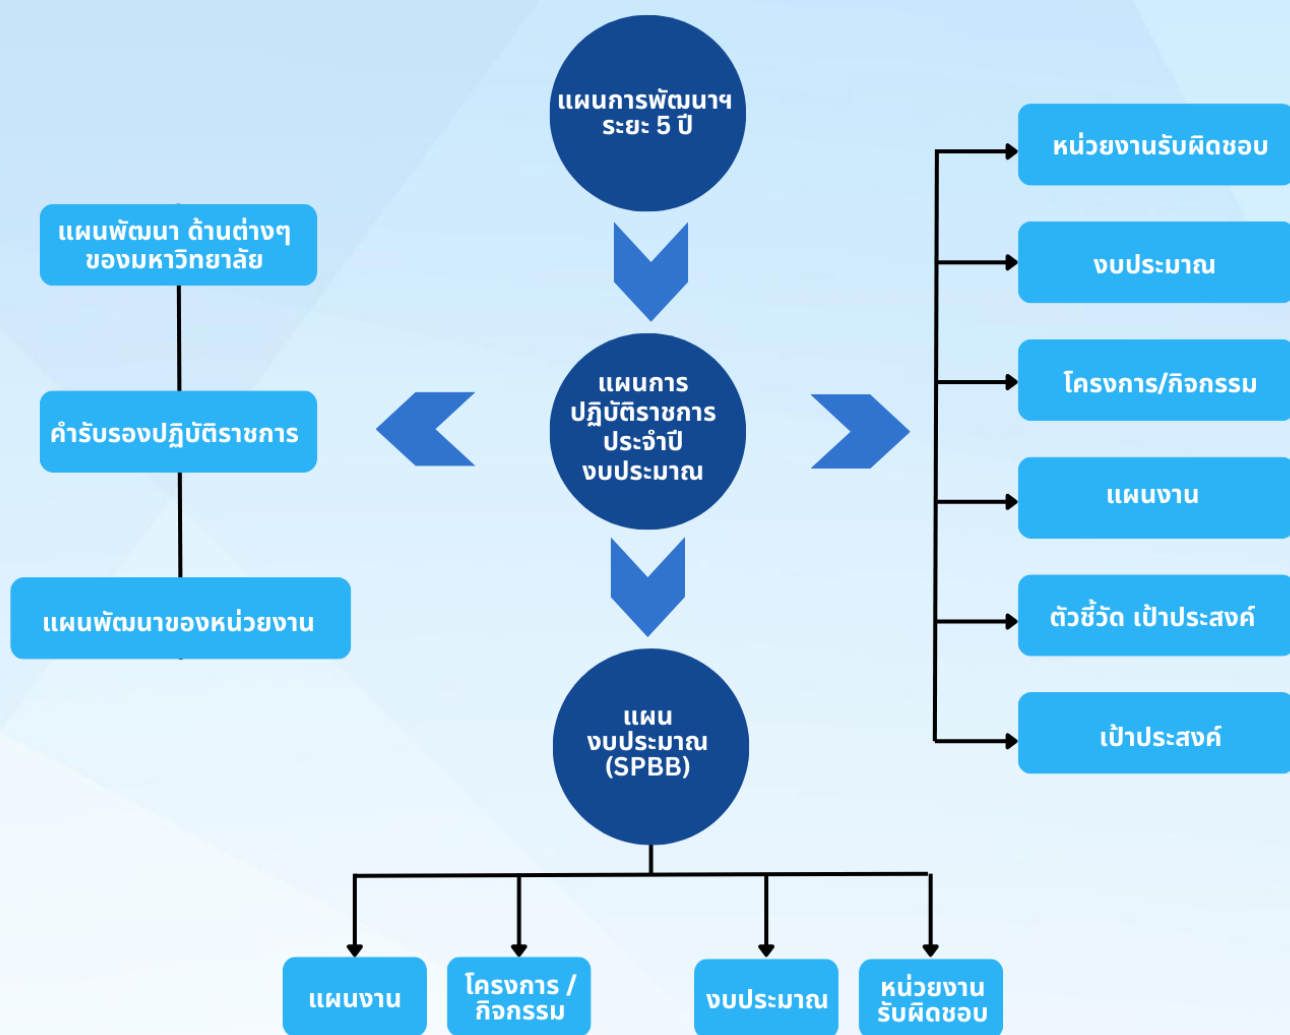 แผนการพัฒนาฯ
ระยะ 5 ปี
แผนพัฒนา ด้านต่างๆ
ของมหาวิทยาลัย
คำรับรองปฏิบัติราชการ
แผนพัฒนาของหน่วยงาน
แผนการ
ปฏิบัติราชการ
ประจำปี
งบประมาณ
หน่วยงานรับผิดชอบ
งบประมาณ
โครงการ/กิจกรรม
แผนงาน
ตัวชี้วัด เป้าประสงค์
เป้าประสงค์
แผน
งบประมาณ
(SPBB)
แผนงาน
โครงการ /
กิจกรรม
งบประมาณ
หน่วยงาน
รับผิดชอบ